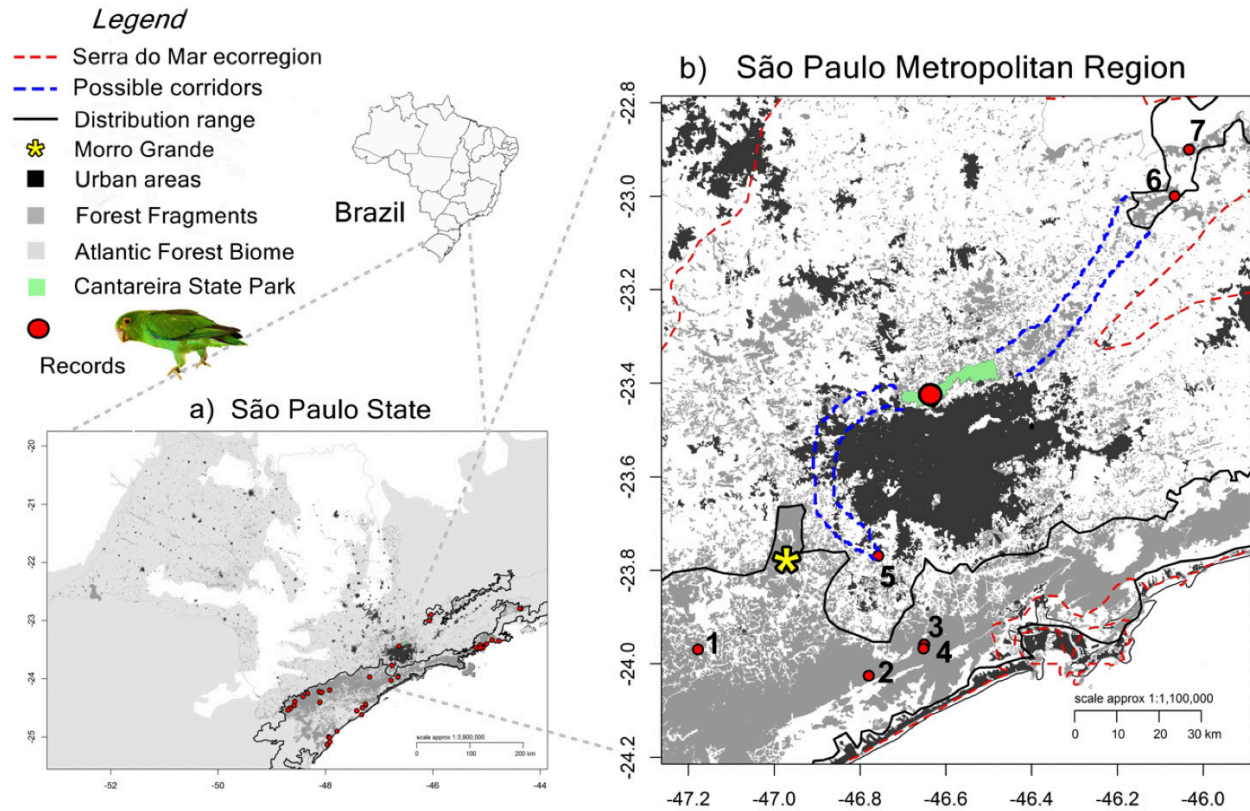 Legend
Serra do Mar ecorregion
Possible corridors
Distribution range
Morro Grande
Urban areas
Forest Fragments
Atlantic Forest Biome
Cantareira State Park
Records
Brazil
a) São Paulo State
-20
-21
-22
-23
-24
-25
scale approx 1:3,900,000
0 100 200 km
-52 -50 -48 -46 -44
b) São Paulo Metropolitan Region
-22.8
-23.0
-23.2
-23.4
-23.6
-23.8
-24.0
-24.2
7
6
5
3
4
1
2
scale approx 1:1,100,000
0 10 20 30 km
-47.2 -47.0 -46.8 -46.6 -46.4 -46.2 -46.0